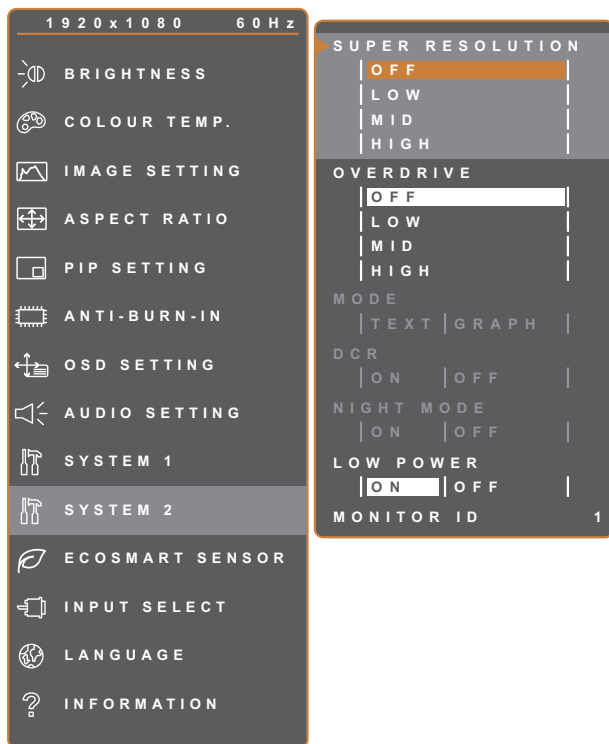 1920x1080 60Hz
BRIGHTNESS
COLOUR TEMP.
IMAGE SETTING
ASPECT RATIO
PIP SETTING
ANTI-BURN-IN
OSD SETTING
AUDIO SETTING
SYSTEM 1
SYSTEM 2
ECOSMART SENSOR
INPUT SELECT
LANGUAGE
INFORMATION
SUPER RESOLUTION
OFF
LOW
MID
HIGH
OVERDRIVE
OFF
LOW
MID
HIGH
MODE
TEXT GRAPH
DCR
ON OFF
NIGHT MODE
ON OFF
LOW POWER
ON OFF
MONITOR ID 1